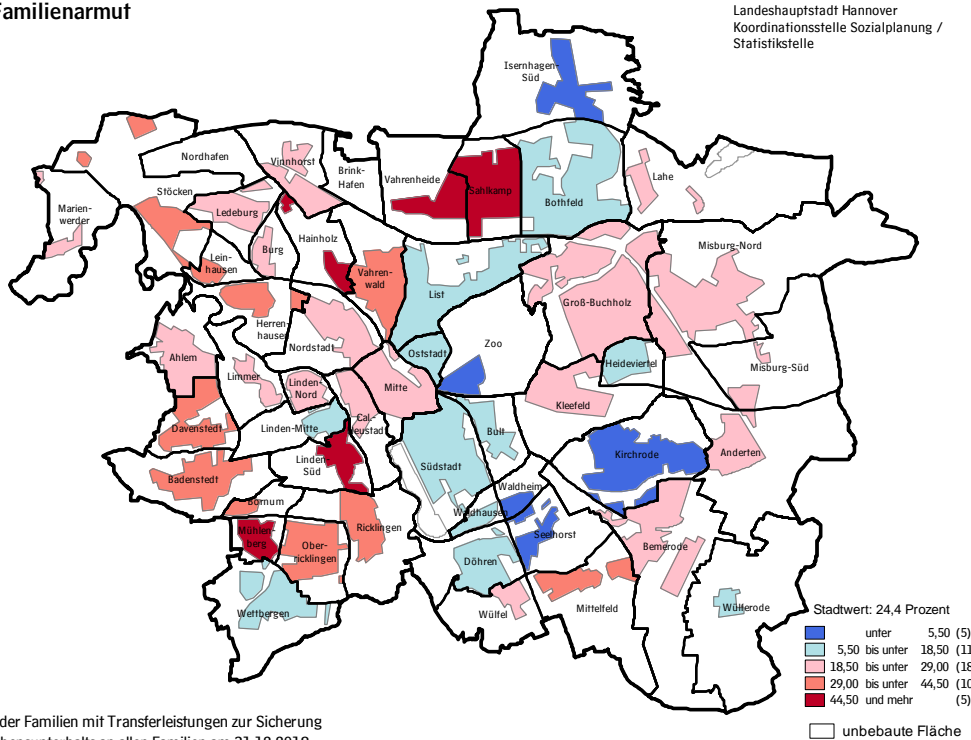 Familienarmut
Landeshauptstadt Hannover
Koordinationsstelle Sozialplanung /
Statistikstelle
Isernhagen-
Süd
Nordhafen
Vinnhorst
Brink-
Hafen
Vahrenheide
Sahlkamp
Bothfeld
Lahe
Stöcken
Marien-
werder
Ledeburg
Burg
Hainholz
Lein-
hausen
Vahren-
wald
List
Misburg-Nord
Groß-Buchholz
Herren-
hausen
Nordstadt
Oststadt
Zoo
Heideviertel
Misburg-Süd
Ahlem
Limmer
Linden-
Nord
Mitte
Kleefeld
Davenstedt
Linden-Mitte
Cal.-
Neustadt
Bult
Südstadt
Kirchrode
Anderten
Badenstedt
Linden-
Süd
Waldheim
Bornum
Waldhausen
Seelhorst
Ricklingen
Mühlen-
berg
Ober-
ricklingen
Döhren
Bemerode
Wettbergen
Wülfel
Mittelfeld
Wülferode
Stadtwert: 24,4 Prozent
unter 5,50 (5)
5,50 bis unter 18,50 (11
18,50 bis unter 29,00 (18
29,00 bis unter 44,50 (10
44,50 und mehr (5)
unbebaute Fläche
der Familien mit Transferleistungen zur Sicherung